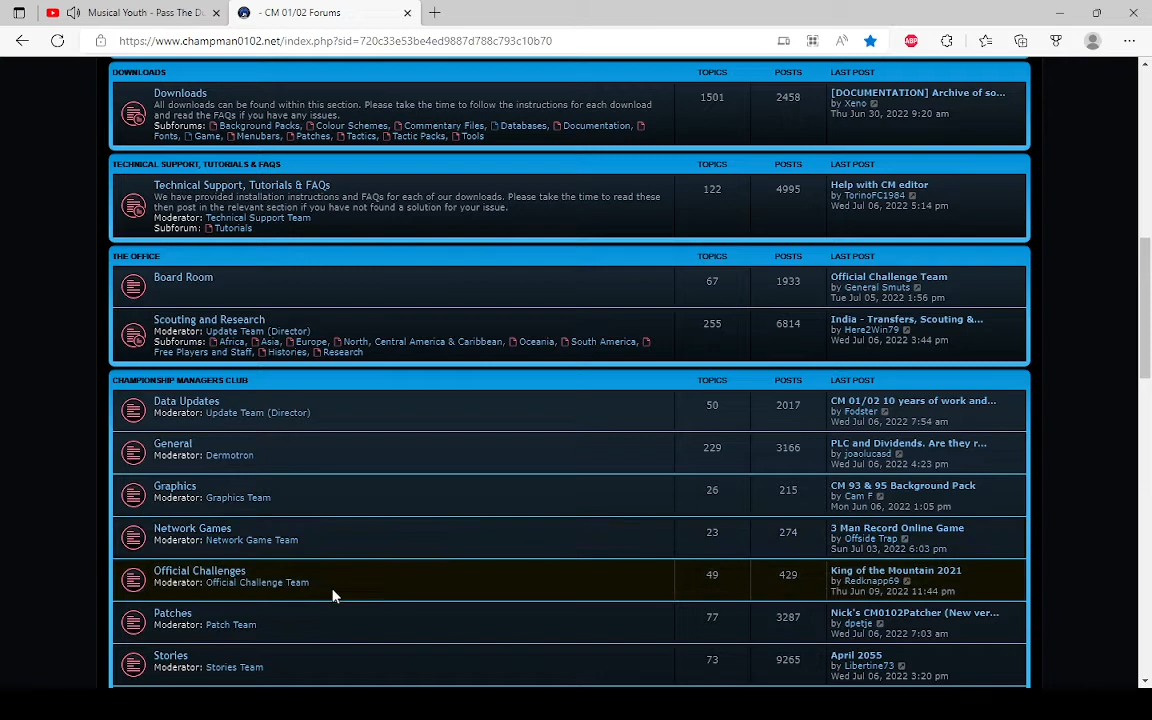 Musical Youth - Pass The Du
- CM 01/02 Forums
https://www.champman0102.net/index.php?sid=720c33e53be4ed9887d788c793c10b70
ABP
DOWNLOADS TOPICS POSTS LAST POST
Downloads
All downloads can be found within this section. Please take the time to follow the instructions for each download
and read the FAQs if you have any issues.
Subforums: Background Packs, Colour Schemes, Commentary Files, Databases, Documentation,
Fonts, Game, Menubars, Patches, Tactics, Tactic Packs, Tools
1501 2458
[DOCUMENTATION] Archive of so...
by Xeno
Thu Jun 30, 2022 9:20 am
TECHNICAL SUPPORT, TUTORIALS & FAQS TOPICS POSTS LAST POST
Technical Support, Tutorials & FAQs
We have provided installation instructions and FAQs for each of our downloads. Please take the time to read these
then post in the relevant section if you have not found a solution for your issue.
Moderator: Technical Support Team
Subforum: Tutorials
122 4995
Help with CM editor
by TorinoFC1984
Wed Jul 06, 2022 5:14 pm
THE OFFICE TOPICS POSTS LAST POST
Board Room
67 1933
Official Challenge Team
by General Smuts
Tue Jul 05, 2022 1:56 pm
Scouting and Research
Moderator: Update Team (Director)
Subforums: Africa, Asia, Europe, North, Central America & Caribbean, Oceania, South America,
Free Players and Staff, Histories, Research
255 6814
India - Transfers, Scouting &...
by Here2Win79
Wed Jul 06, 2022 3:44 pm
CHAMPIONSHIP MANAGERS CLUB TOPICS POSTS LAST POST
Data Updates
Moderator: Update Team (Director)
50 2017
CM 01/02 10 years of work and...
by Fodster
Wed Jul 06, 2022 7:54 am
General
Moderator: Dermotron
229 3166
PLC and Dividends. Are they r...
by joaolucasd
Wed Jul 06, 2022 4:23 pm
Graphics
Moderator: Graphics Team
26 215
CM 93 & 95 Background Pack
by Cam F
Mon Jun 06, 2022 1:05 pm
Network Games
Moderator: Network Game Team
23 274
3 Man Record Online Game
by Offside Trap
Sun Jul 03, 2022 6:03 pm
Official Challenges
Moderator: Official Challenge Team
49 429
King of the Mountain 2021
by Redknapp69
Thu Jun 09, 2022 11:44 pm
Patches
Moderator: Patch Team
77 3287
Nick's CM0102Patcher (New ver...
by dpetje
Wed Jul 06, 2022 7:03 am
Stories
Moderator: Stories Team
73 9265
April 2055
by Libertine73
Wed Jul 06, 2022 3:20 pm